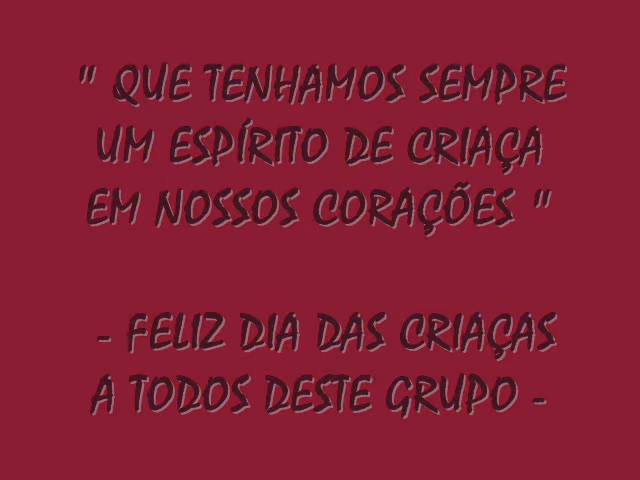 " QUE TENHAMOS SEMPRE
UM ESPÍRITO DE CRIAÇA
EM NOSSOS CORAÇÕES "
- FELIZ DIA DAS CRIAÇAS
A TODOS DESTE GRUPO -